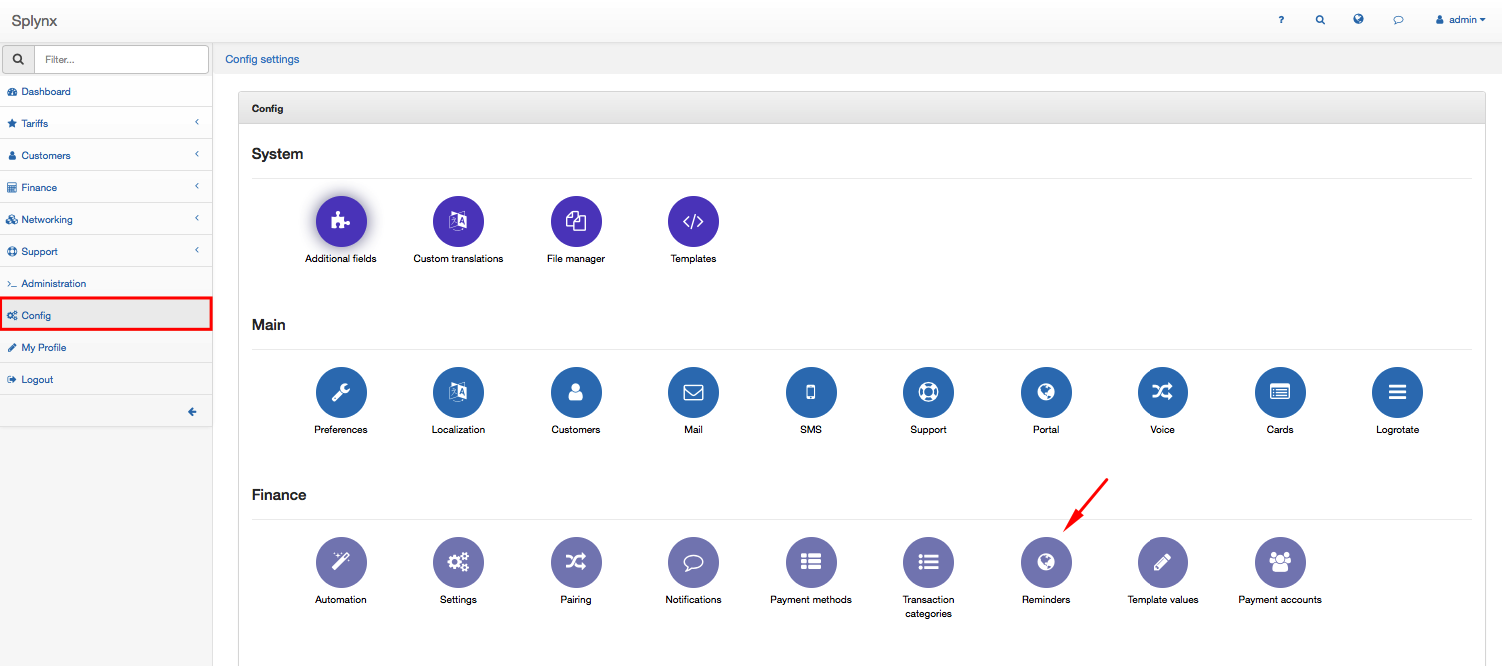 Splynx
?
admin
Filter...
Config settings
Dashboard
Tariffs
Customers
Finance
Networking
Support
Administration
Config
My Profile
Logout
Config
System
Additional fields
Custom translations
File manager
Templates
Main
Preferences
Localization
Customers
Mail
SMS
Support
Portal
Voice
Cards
Logrotate
Finance
Automation
Settings
Pairing
Notifications
Payment methods
Transaction
categories
Reminders
Template values
Payment accounts